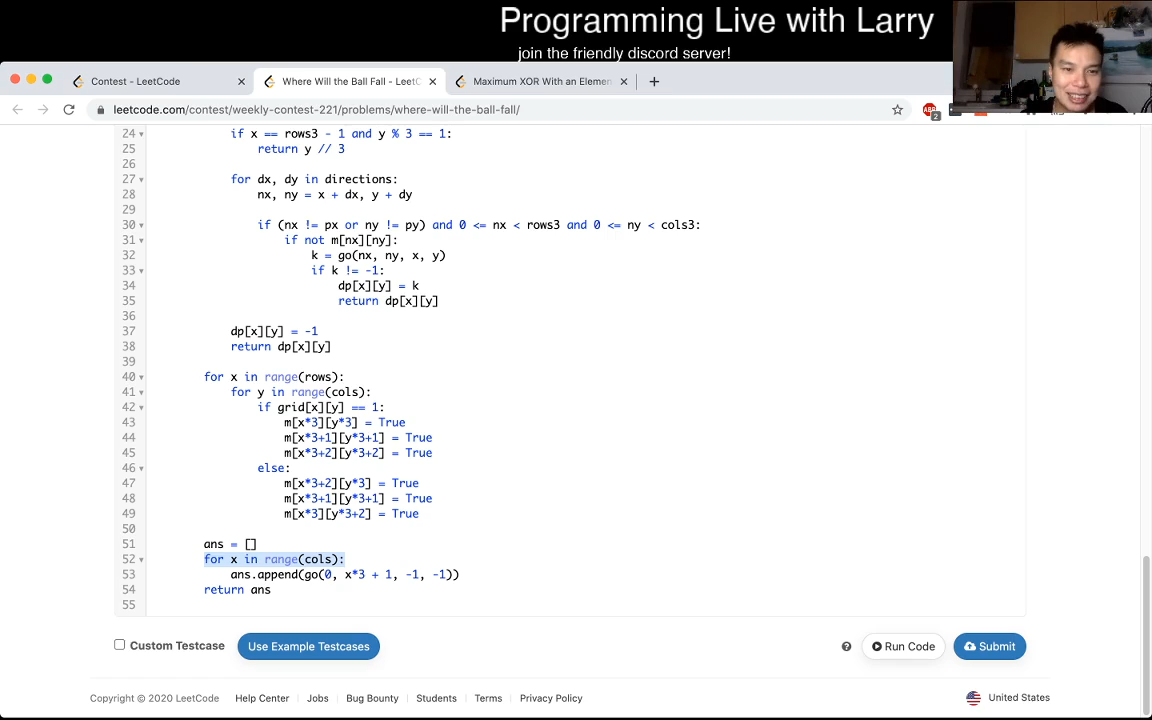 Programming Live with Larry
join the friendly discord server!
Contest - LeetCode
Where Will the Ball Fall - LeetC
Maximum XOR With an Elemen
leetcode.com/contest/weekly-contest-221/problems/where-will-the-ball-fall/
ABP
2
24 if x == rows3 - 1 and y % 3 == 1:
25 return y // 3
26
27 for dx, dy in directions:
28 nx, ny = x + dx, y + dy
29
30 if (nx != px or ny != py) and 0 <= nx < rows3 and 0 <= ny < cols3:
31 if not m[nx][ny]:
32 k = go(nx, ny, x, y)
33 if k != -1:
34 dp[x][y] = k
35 return dp[x][y]
36
37 dp[x][y] = -1
38 return dp[x][y]
39
40 for x in range(rows):
41 for y in range(cols):
42 if grid[x][y] == 1:
43 m[x*3][y*3] = True
44 m[x*3+1][y*3+1] = True
45 m[x*3+2][y*3+2] = True
46 else:
47 m[x*3+2][y*3] = True
48 m[x*3+1][y*3+1] = True
49 m[x*3][y*3+2] = True
50
51 ans = []
52 for x in range(cols):
53 ans.append(go(0, x*3 + 1, -1, -1))
54 return ans
55
Custom Testcase
Use Example Testcases
?
Run Code
Submit
Copyright © 2020 LeetCode
Help Center
Jobs
Bug Bounty
Students
Terms
Privacy Policy
United States